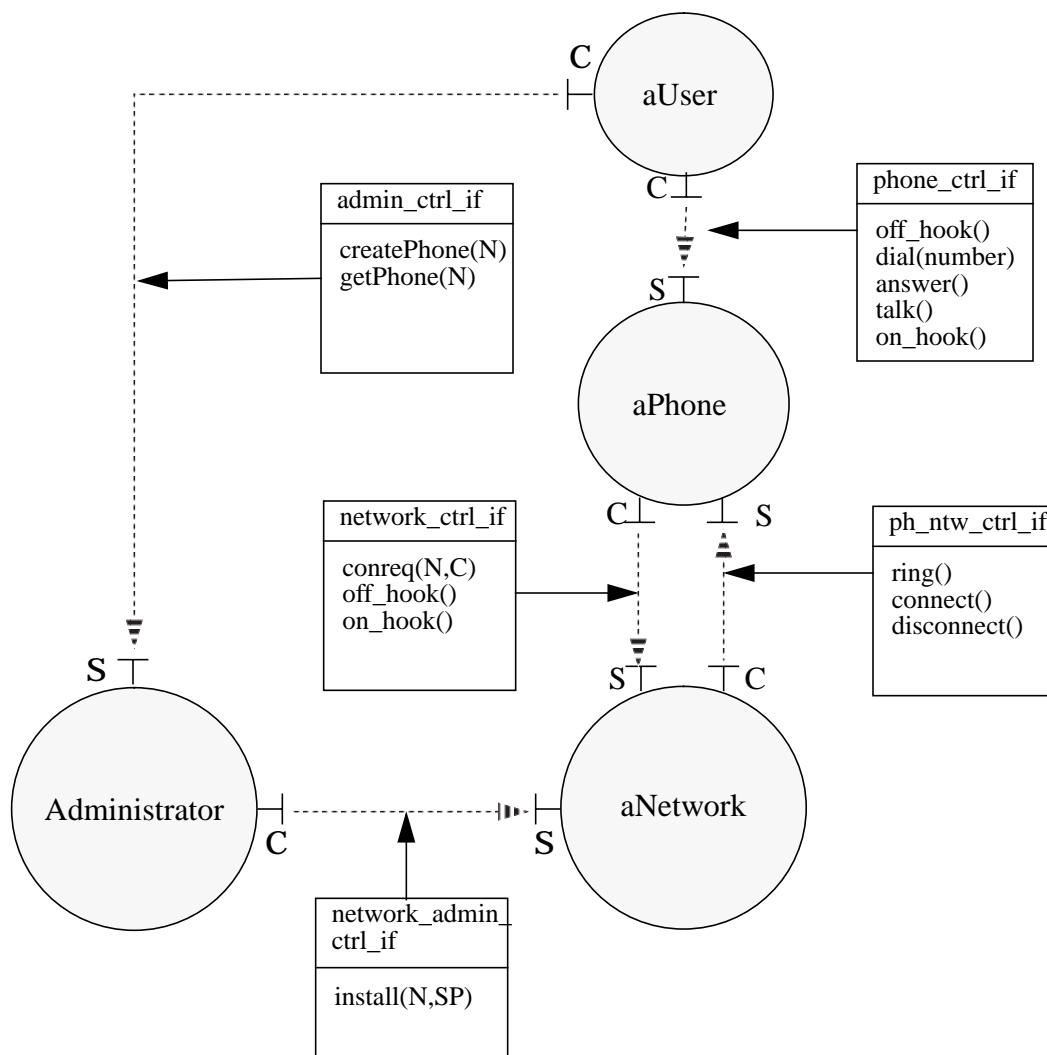 C
aUser
C
phone_ctrl_if
off_hook()
dial(number)
answer()
talk()
on_hook()
admin_ctrl_if
createPhone(N)
getPhone(N)
S
aPhone
C
S
network_ctrl_if
conreq(N,C)
off_hook()
on_hook()
ph_ntw_ctrl_if
ring()
connect()
disconnect()
S
S
C
Administrator
aNetwork
C
S
network_admin_
ctrl_if
install(N,SP)